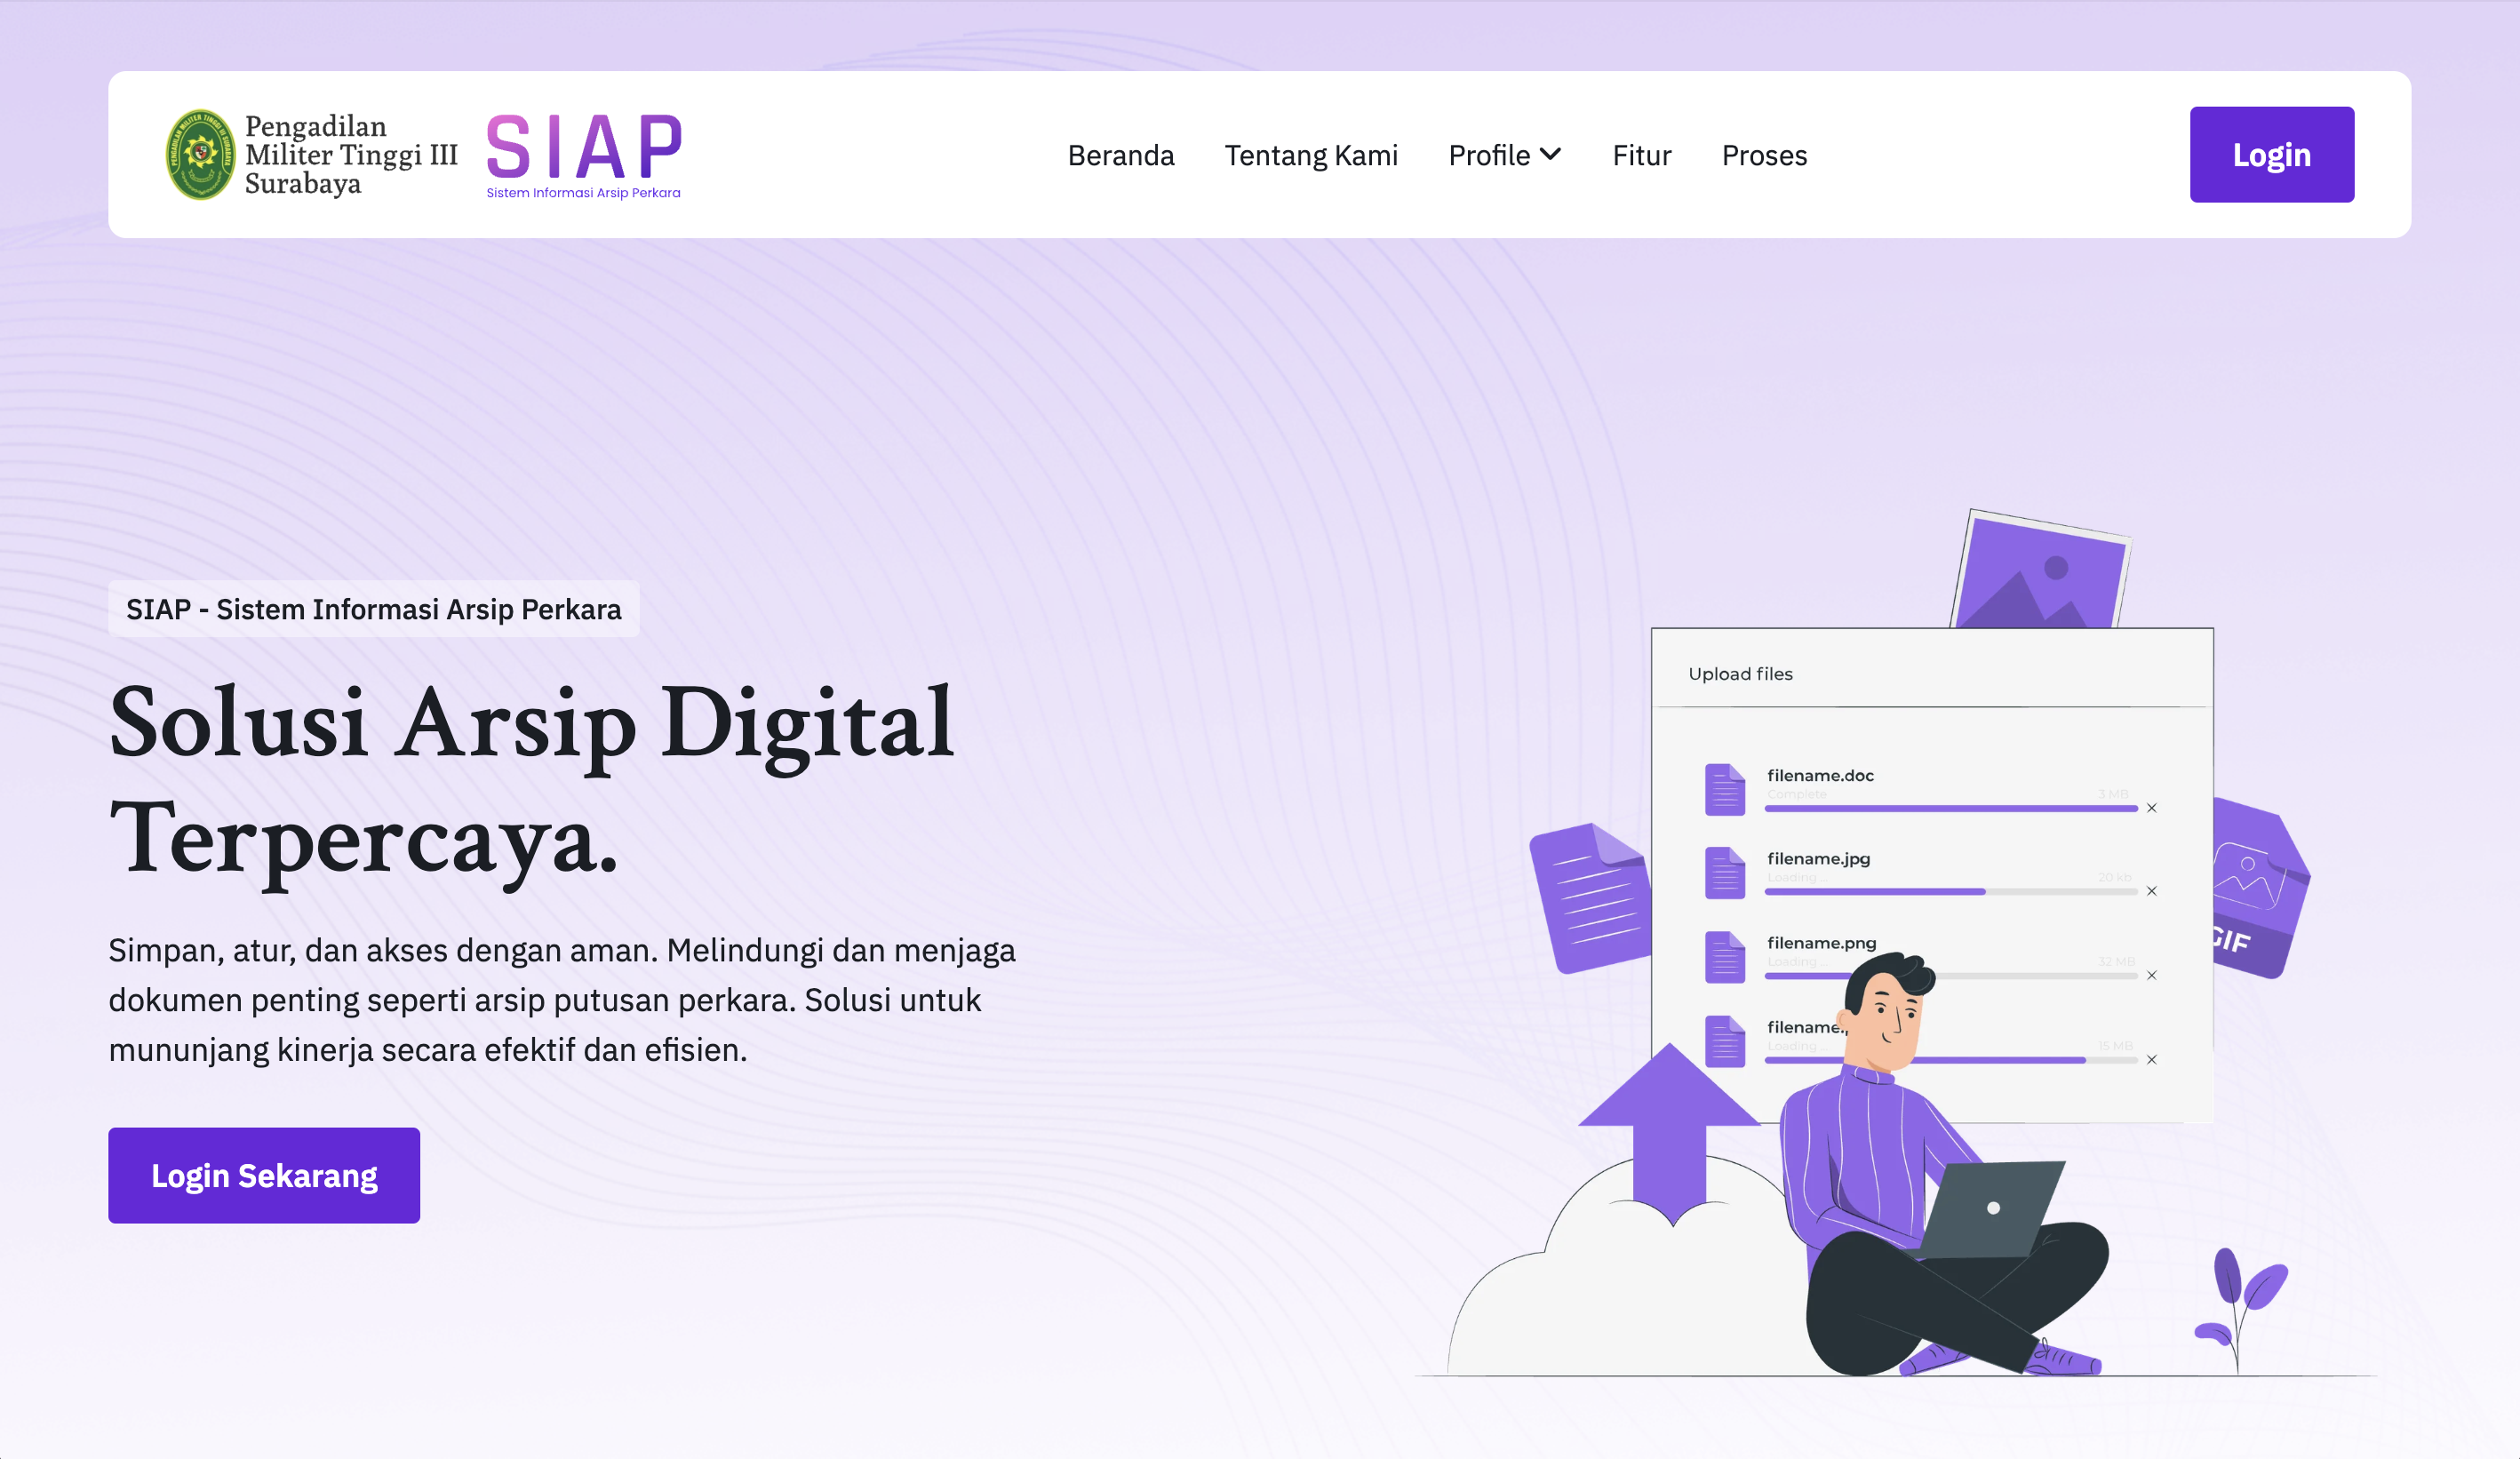 Pengadilan
Militer Tinggi III
Surabaya
SIAP
Sistem Informasi Arsip Perkara
Beranda
Tentang Kami
Profile
Fitur
Proses
Login
SIAP - Sistem Informasi Arsip Perkara
Solusi Arsip Digital
Terpercaya.
Simpan, atur, dan akses dengan aman. Melindungi dan menjaga
dokumen penting seperti arsip putusan perkara. Solusi untuk
mununjang kinerja secara efektif dan efisien.
Login Sekarang
Upload files
filename.doc
Complete
3 MB
filename.jpg
Loading ...
20 kb
filename.png
Loading ...
32 MB
Loading ...
15 MB
GIF